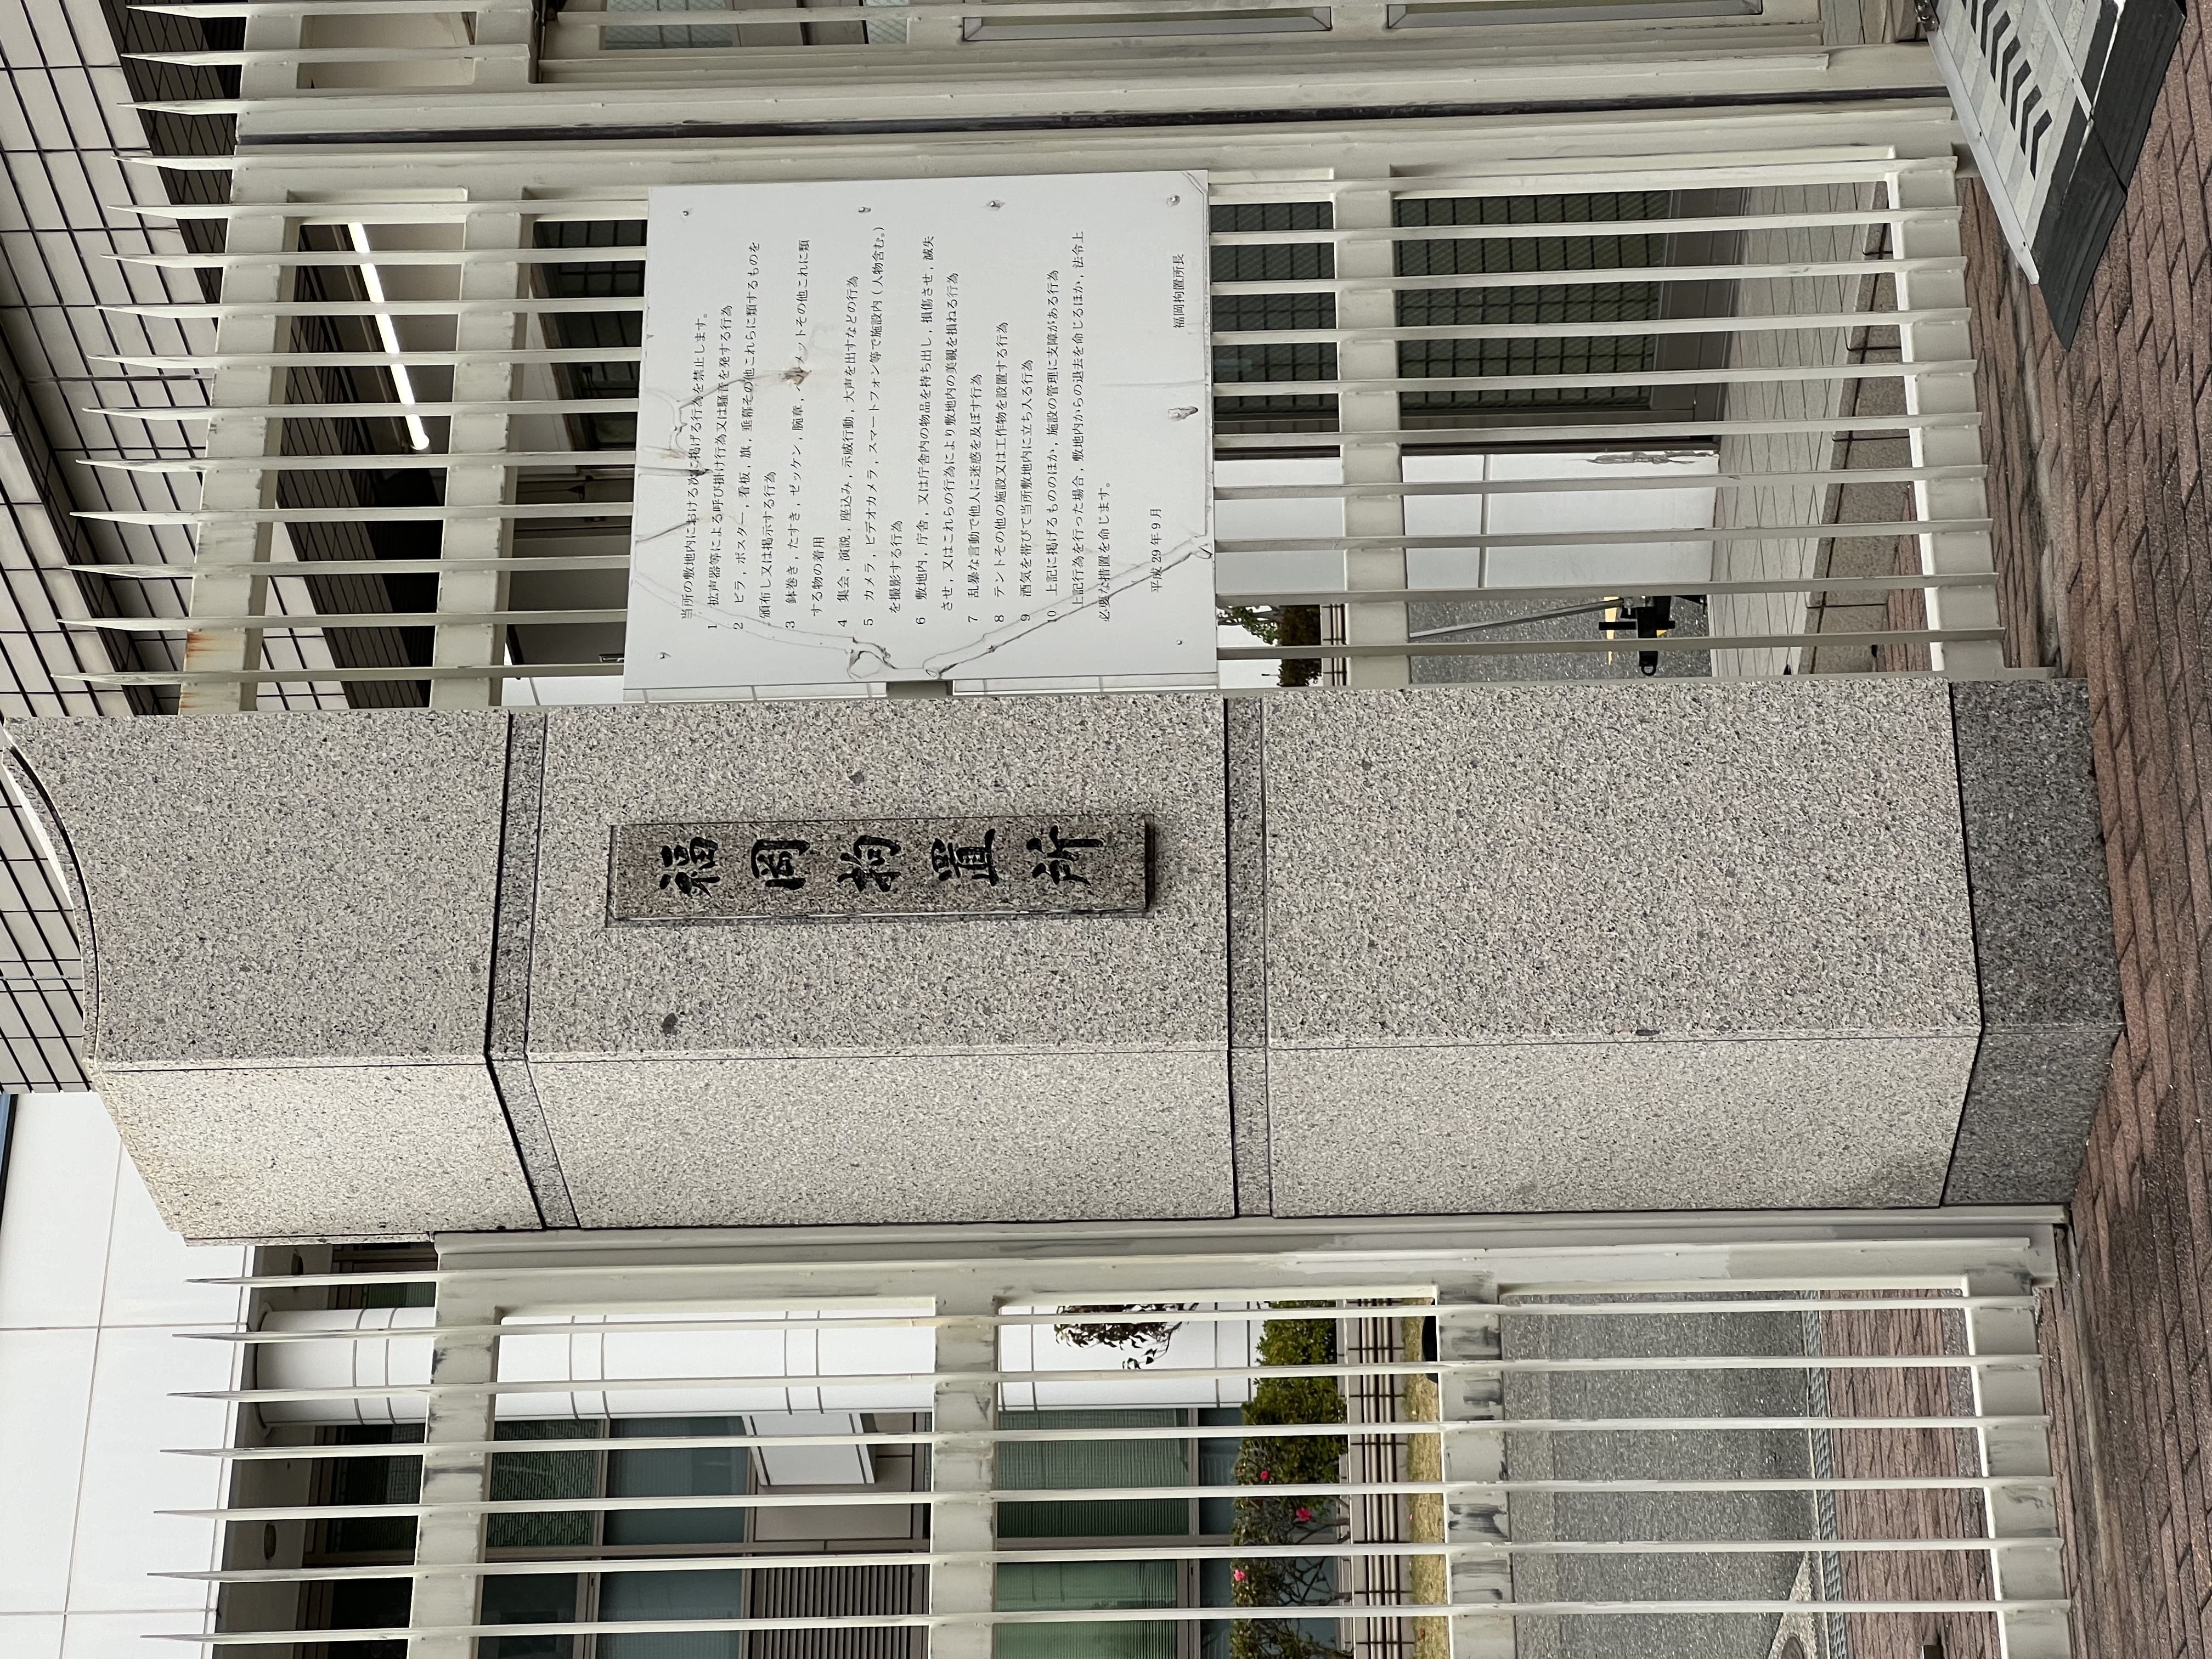 福岡拘置所
当所の敷地内における次に掲げる行為を禁止します。
1 拡声器等による呼び掛け行為又は騒音を発する行為
2 ビラ,ポスター,看板,旗,垂幕その他これらに類するものを
頒布し又は掲示する行為
3 鉢巻き,たすき,ゼッケン,腕章,ヘルメットその他これに類
する物の着用
4 集会,演説,座込み,示威行動,大声を出すなどの行為
5 カメラ,ビデオカメラ,スマートフォン等で施設内(人物含む。)
を撮影する行為
6 敷地内,庁舎,又は庁舎内の物品を持ち出し,損傷させ,滅失
させ,又はこれらの行為により敷地内の美観を損ねる行為
7 乱暴な言動で他人に迷惑を及ぼす行為
8 テントその他の施設又は工作物を設置する行為
9 酒気を帯びて当所敷地内に立ち入る行為
10 上記に掲げるもののほか,施設の管理に支障がある行為
上記行為を行った場合,敷地内からの退去を命じるほか,法令上
必要な措置を命じます。
平成29年9月
福岡拘置所長